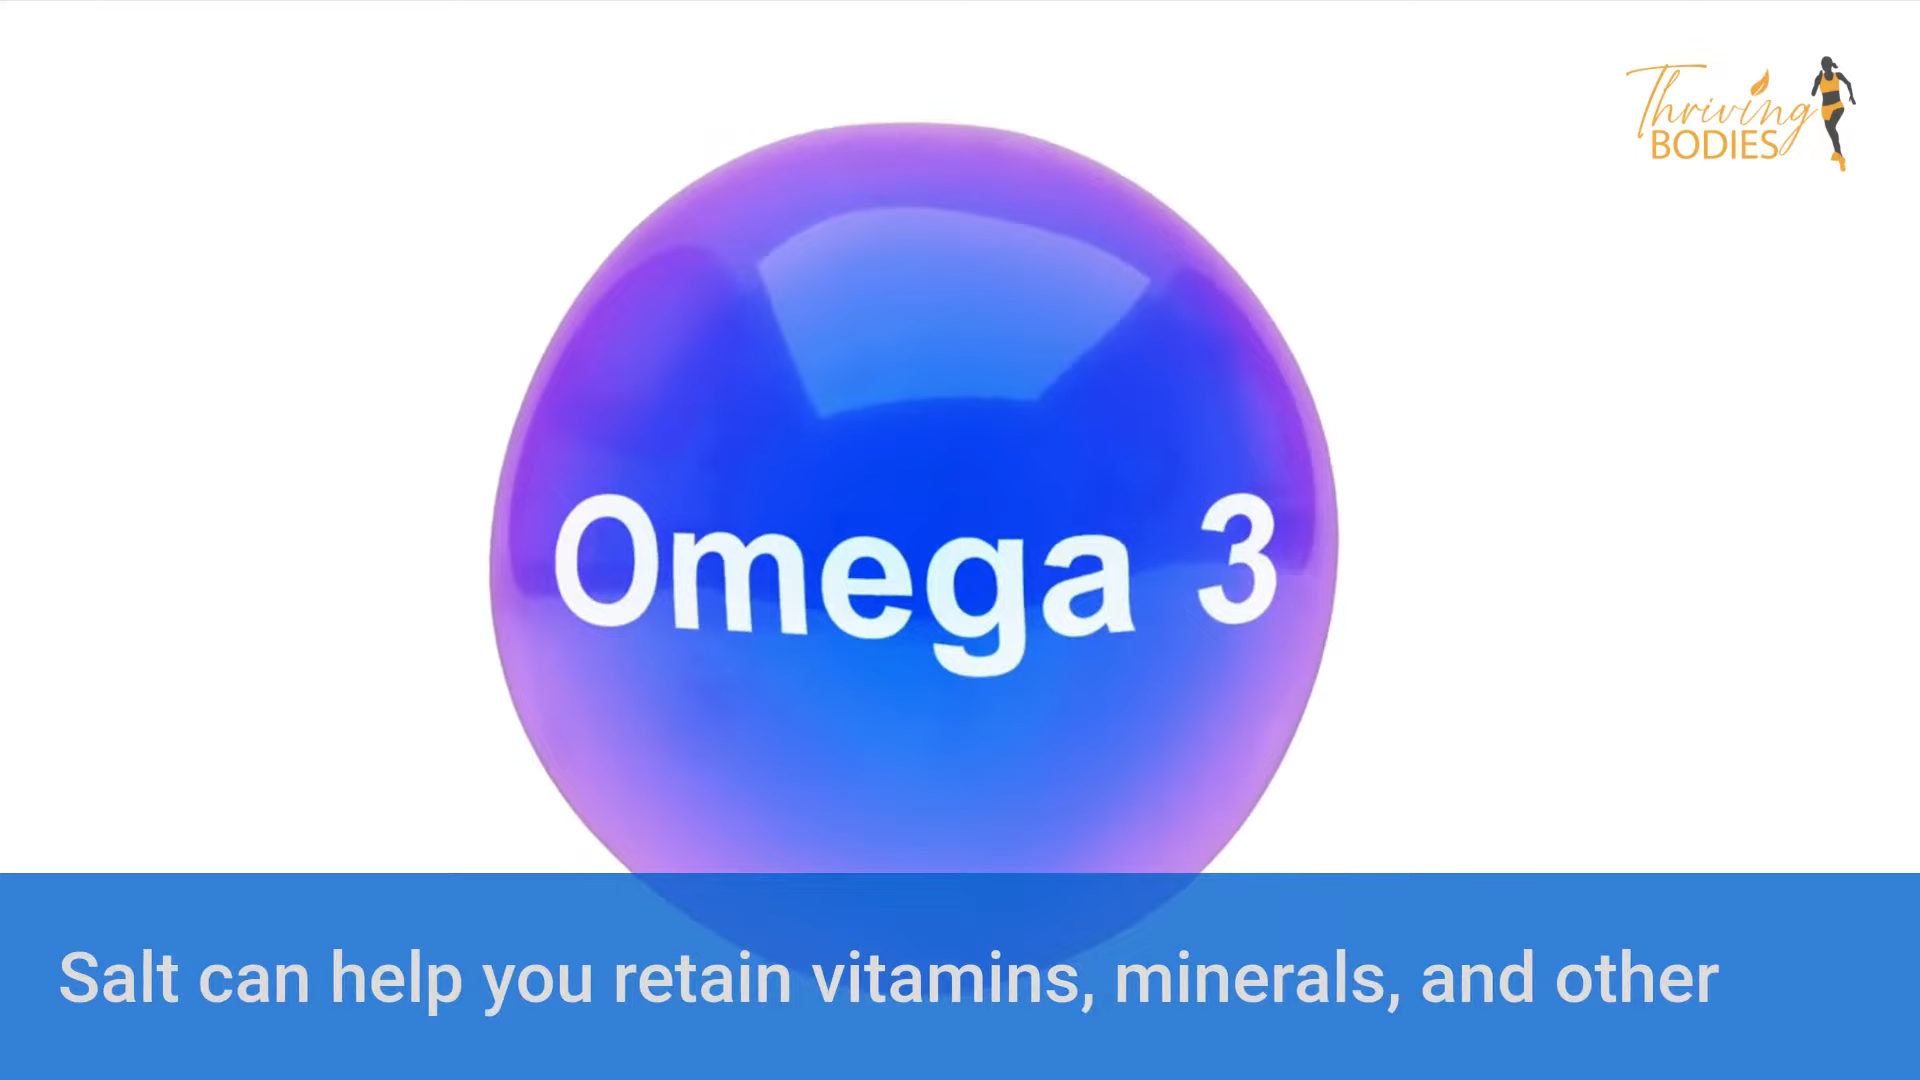 Thriving
BODIES
Omega 3
Salt can help you retain vitamins, minerals, and other